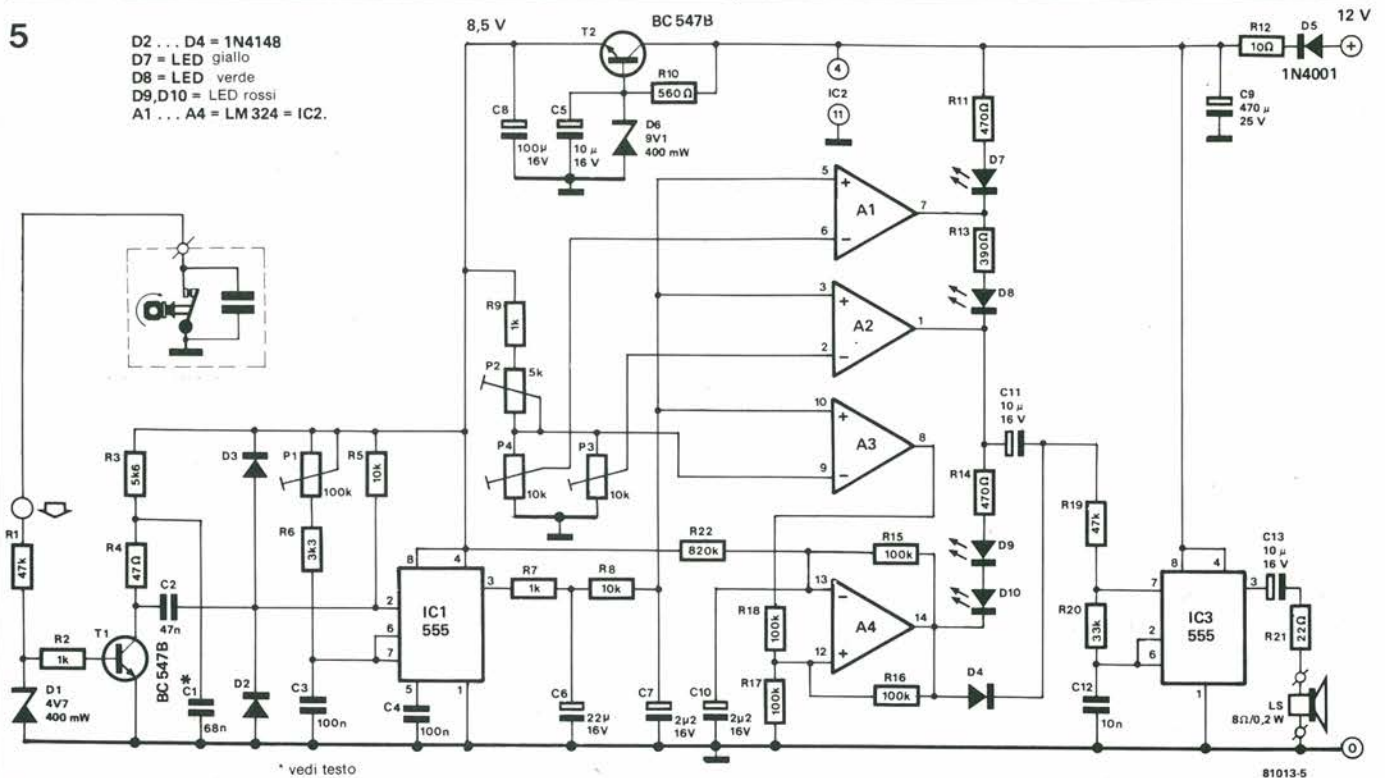 5
D2 ... D4 = 1N4148
D7 = LED giallo
D8 = LED verde
D9, D10 = LED rossi
A1 ... A4 = LM 324 = IC2.
8,5 V
T2
BC 547B
R12
10Ω
D5
12 V
+
1N4001
R10
560Ω
4
IC2
11
C8
100µ
16V
C5
10 µ
16 V
D6
9V1
400 mW
R11
470Ω
C9
470 µ
25 V
D7
5
+
A1
7
6
−
R13
390Ω
D8
R9
1k
3
+
A2
1
2
−
P2
5k
C11
10 µ
16 V
10
+
A3
8
9
−
P4
10k
P3
10k
R14
470Ω
R3
5k6
D3
P1
100k
R5
10k
R1
47k
R4
47Ω
R6
3k3
R22
820k
R15
100k
D9
D10
R19
47k
C13
10 µ
16 V
C2
47n
8
4
2
3
6
7
5
1
IC1
555
R7
1k
R8
10k
13
−
A4
14
12
+
R18
100k
R20
33k
8
4
7
3
2
6
1
IC3
555
R21
22Ω
R2
1k
T1
BC 547B
D1
4V7
400 mW
*
C1
68n
D2
C3
100n
C4
100n
C6
22µ
16V
C7
2µ2
16V
C10
2µ2
16V
R17
100k
R16
100k
D4
C12
10n
LS
8Ω/0,2 W
0
* vedi testo
81013-5